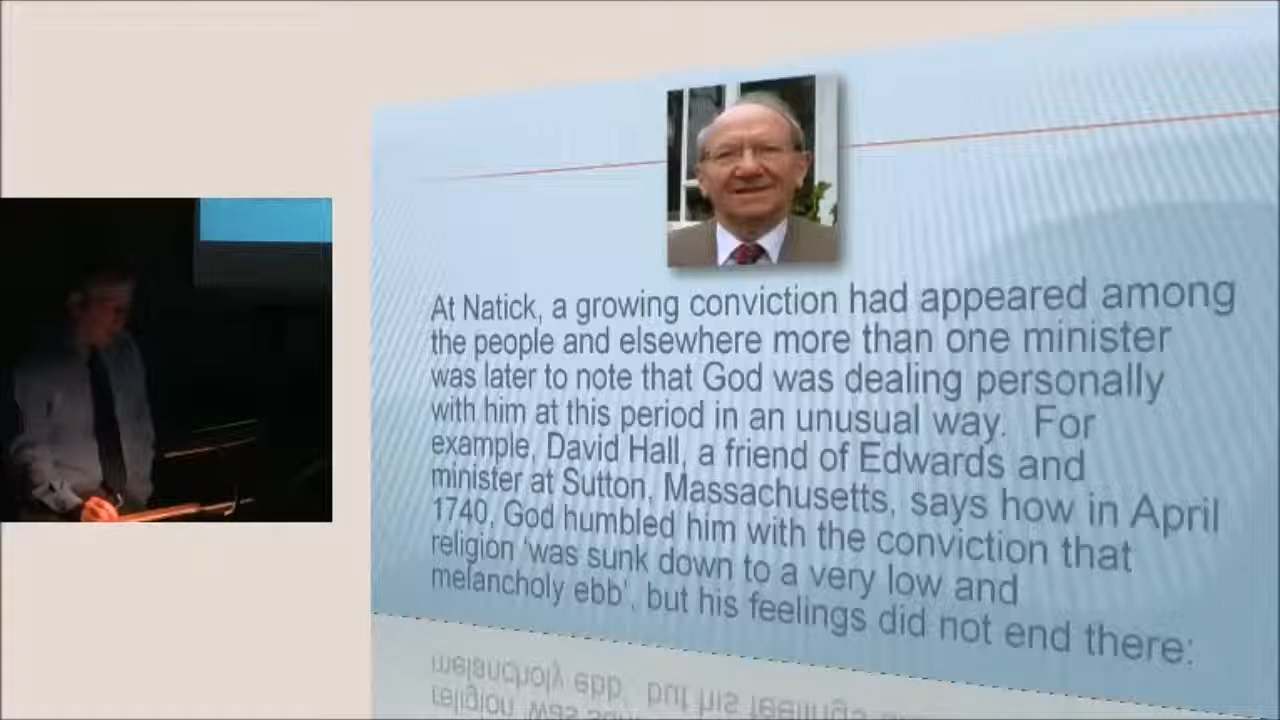 At Natick, a growing conviction had appeared among
the people and elsewhere more than one minister
was later to note that God was dealing personally
with him at this period in an unusual way. For
example, David Hall, a friend of Edwards and
minister at Sutton, Massachusetts, says how in April
1740, God humbled him with the conviction that
religion 'was sunk down to a very low and
melancholy ebb', but his feelings did not end there: